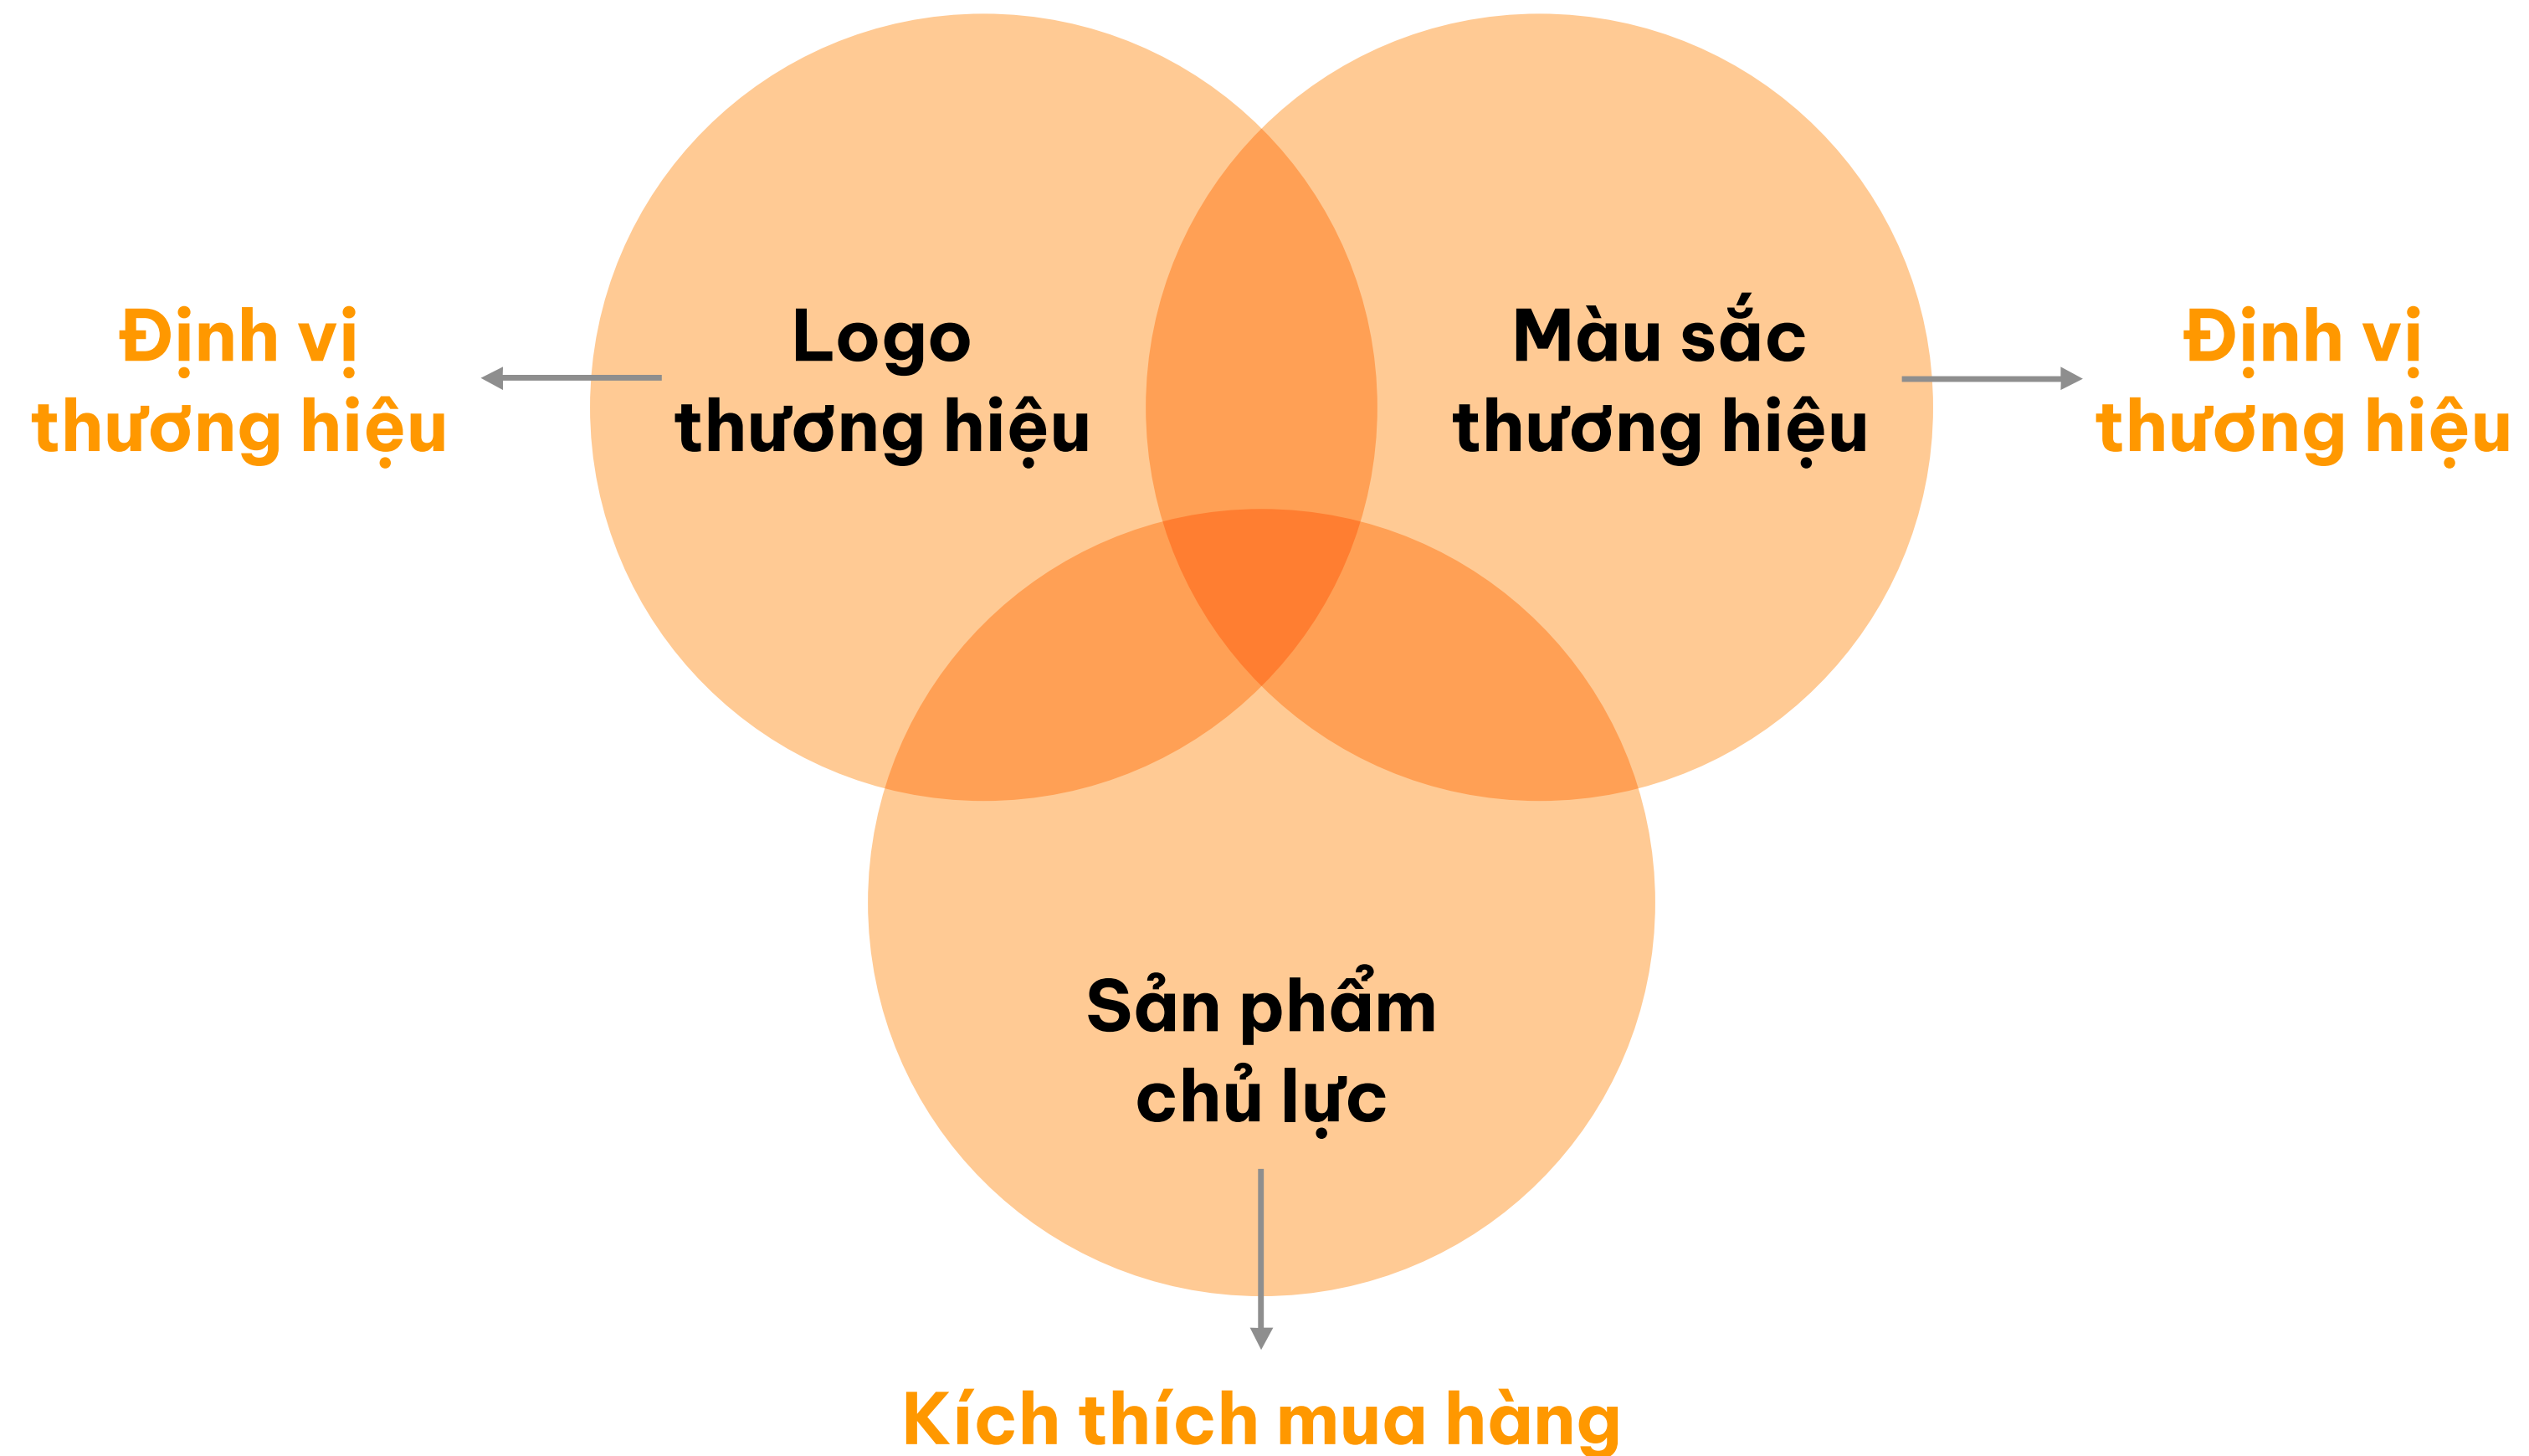 Định vị
thương hiệu
Logo
thương hiệu
Màu sắc
thương hiệu
Định vị
thương hiệu
Sản phẩm
chủ lực
Kích thích mua hàng